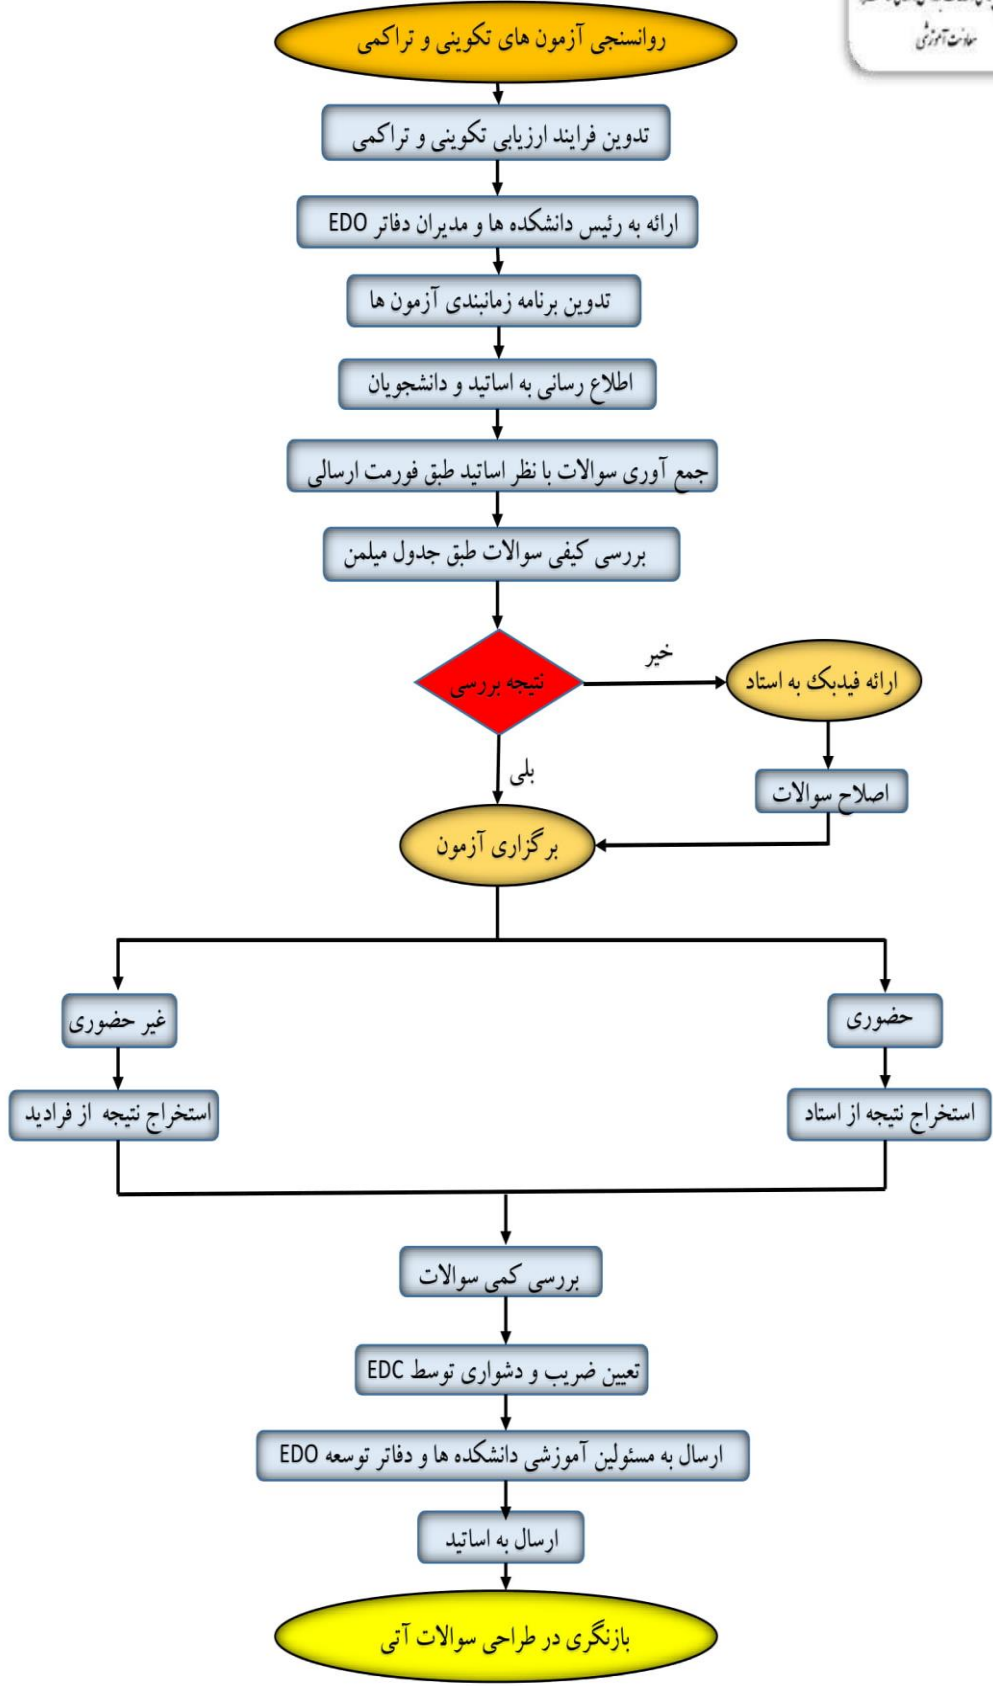 معاونت آموزشی
روانسنجی آزمون های تکوینی و تراکمی
تدوین فرایند ارزیابی تکوینی و تراکمی
ارائه به رئیس دانشکده ها و مدیران دفاتر EDO
تدوین برنامه زمانبندی آزمون ها
اطلاع رسانی به اساتید و دانشجویان
جمع آوری سوالات با نظر اساتید طبق فورمت ارسالی
بررسی کیفی سوالات طبق جدول میلمن
نتیجه بررسی
خیر
ارائه فیدبک به استاد
بلی
اصلاح سوالات
برگزاری آزمون
حضوری
غیر حضوری
استخراج نتیجه از استاد
استخراج نتیجه از فرادید
بررسی کمی سوالات
تعیین ضریب و دشواری توسط EDC
ارسال به مسئولین آموزشی دانشکده ها و دفاتر توسعه EDO
ارسال به اساتید
بازنگری در طراحی سوالات آتی